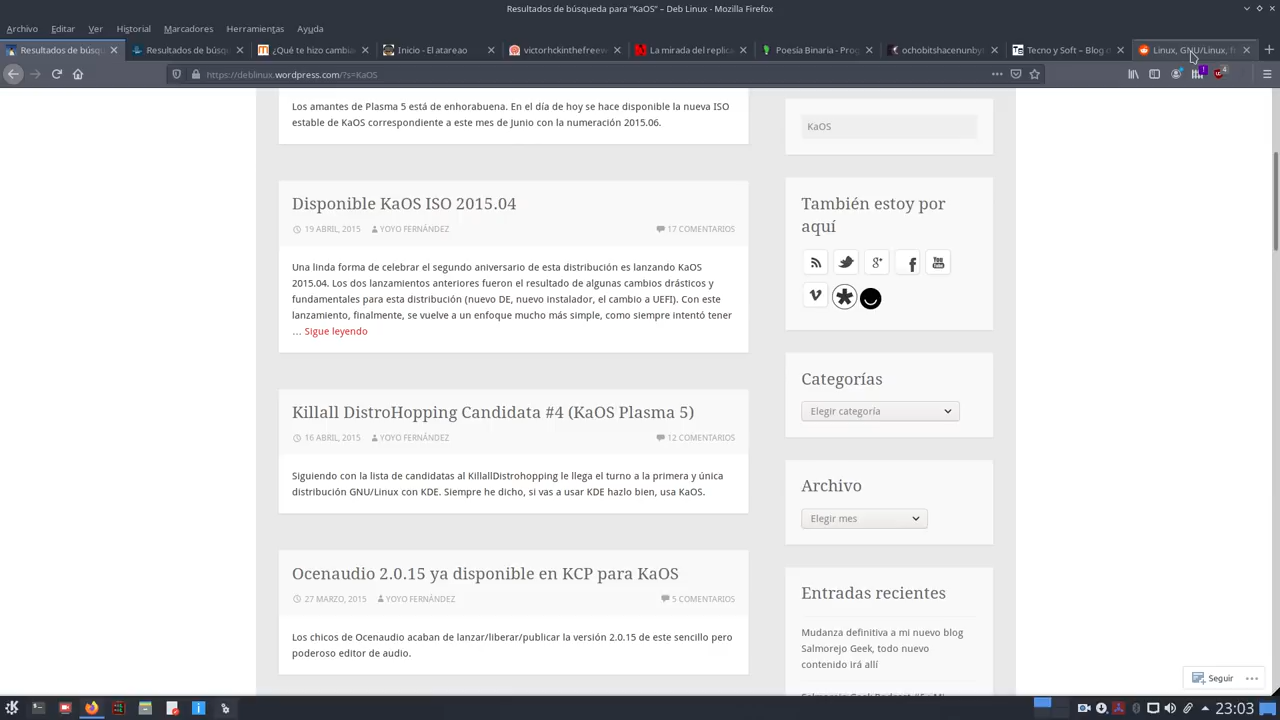 Resultados de búsqueda para “KaOS” – Deb Linux - Mozilla Firefox
Archivo Editar Ver Historial Marcadores Herramientas Ayuda
Resultados de búsqu
Resultados de búsqu
¿Qué te hizo cambia
Inicio - El atareao
victorhckinthefreew
La mirada del replica
Poesía Binaria - Prog
ochobitshacenunbyt
Tecno y Soft – Blog d
Linux, GNU/Linux, fr
https://deblinux.wordpress.com/?s=KaOS
4
Los amantes de Plasma 5 está de enhorabuena. En el día de hoy se hace disponible la nueva ISO
estable de KaOS correspondiente a este mes de Junio con la numeración 2015.06.
Disponible KaOS ISO 2015.04
19 ABRIL, 2015 YOYO FERNÁNDEZ 17 COMENTARIOS
Una linda forma de celebrar el segundo aniversario de esta distribución es lanzando KaOS
2015.04. Los dos lanzamientos anteriores fueron el resultado de algunas cambios drásticos y
fundamentales para esta distribución (nuevo DE, nuevo instalador, el cambio a UEFI). Con este
lanzamiento, finalmente, se vuelve a un enfoque mucho más simple, como siempre intentó tener
… Sigue leyendo
Killall DistroHopping Candidata #4 (KaOS Plasma 5)
16 ABRIL, 2015 YOYO FERNÁNDEZ 12 COMENTARIOS
Siguiendo con la lista de candidatas al KillallDistrohopping le llega el turno a la primera y única
distribución GNU/Linux con KDE. Siempre he dicho, si vas a usar KDE hazlo bien, usa KaOS.
Ocenaudio 2.0.15 ya disponible en KCP para KaOS
27 MARZO, 2015 YOYO FERNÁNDEZ 5 COMENTARIOS
Los chicos de Ocenaudio acaban de lanzar/liberar/publicar la versión 2.0.15 de este sencillo pero
poderoso editor de audio.
KaOS
También estoy por
aquí
You Tube
Categorías
Elegir categoría
Archivo
Elegir mes
Entradas recientes
Mudanza definitiva a mi nuevo blog
Salmorejo Geek, todo nuevo
contenido irá allí
Seguir
23:03